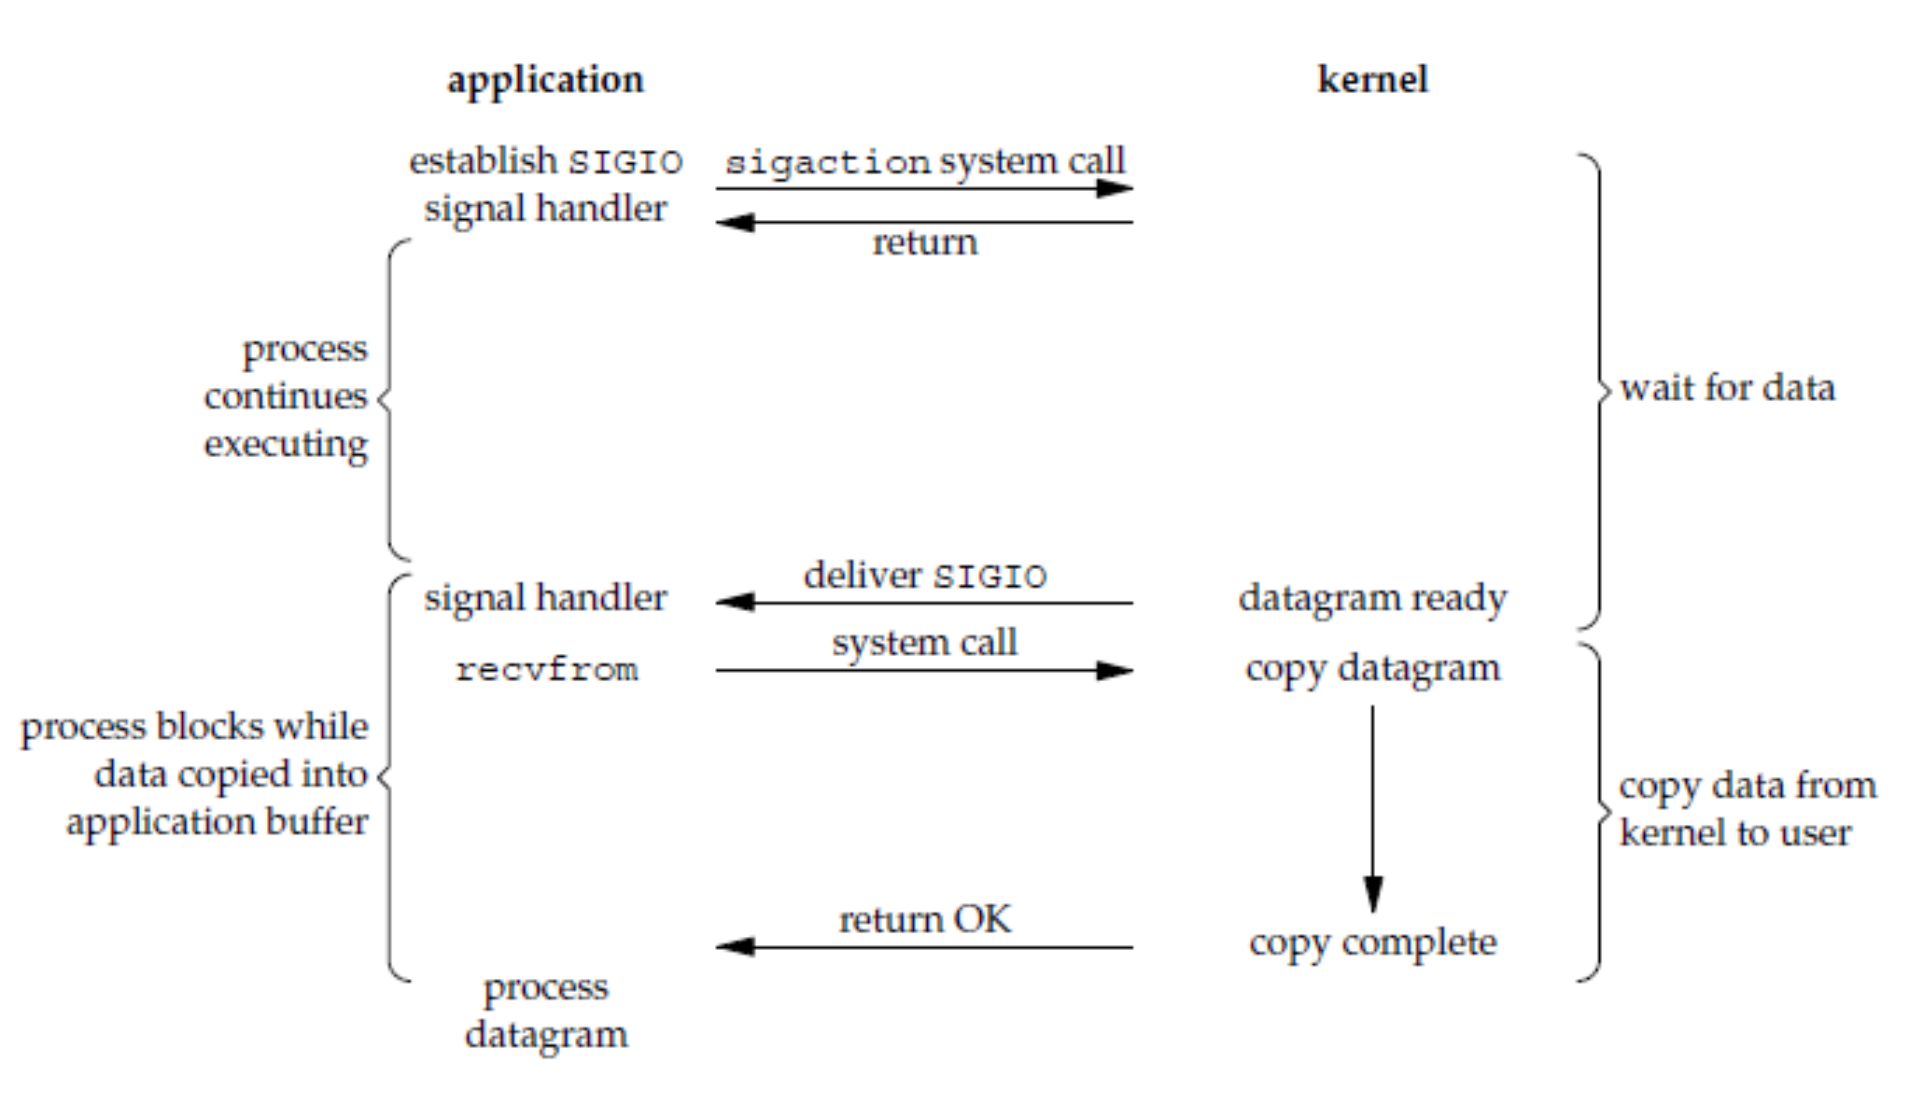 application
kernel
establish SIGIO
signal handler
sigaction system call
return
process
continues
executing
wait for data
signal handler
deliver SIGIO
datagram ready
recvfrom
system call
copy datagram
process blocks while
data copied into
application buffer
copy data from
kernel to user
return OK
copy complete
process
datagram